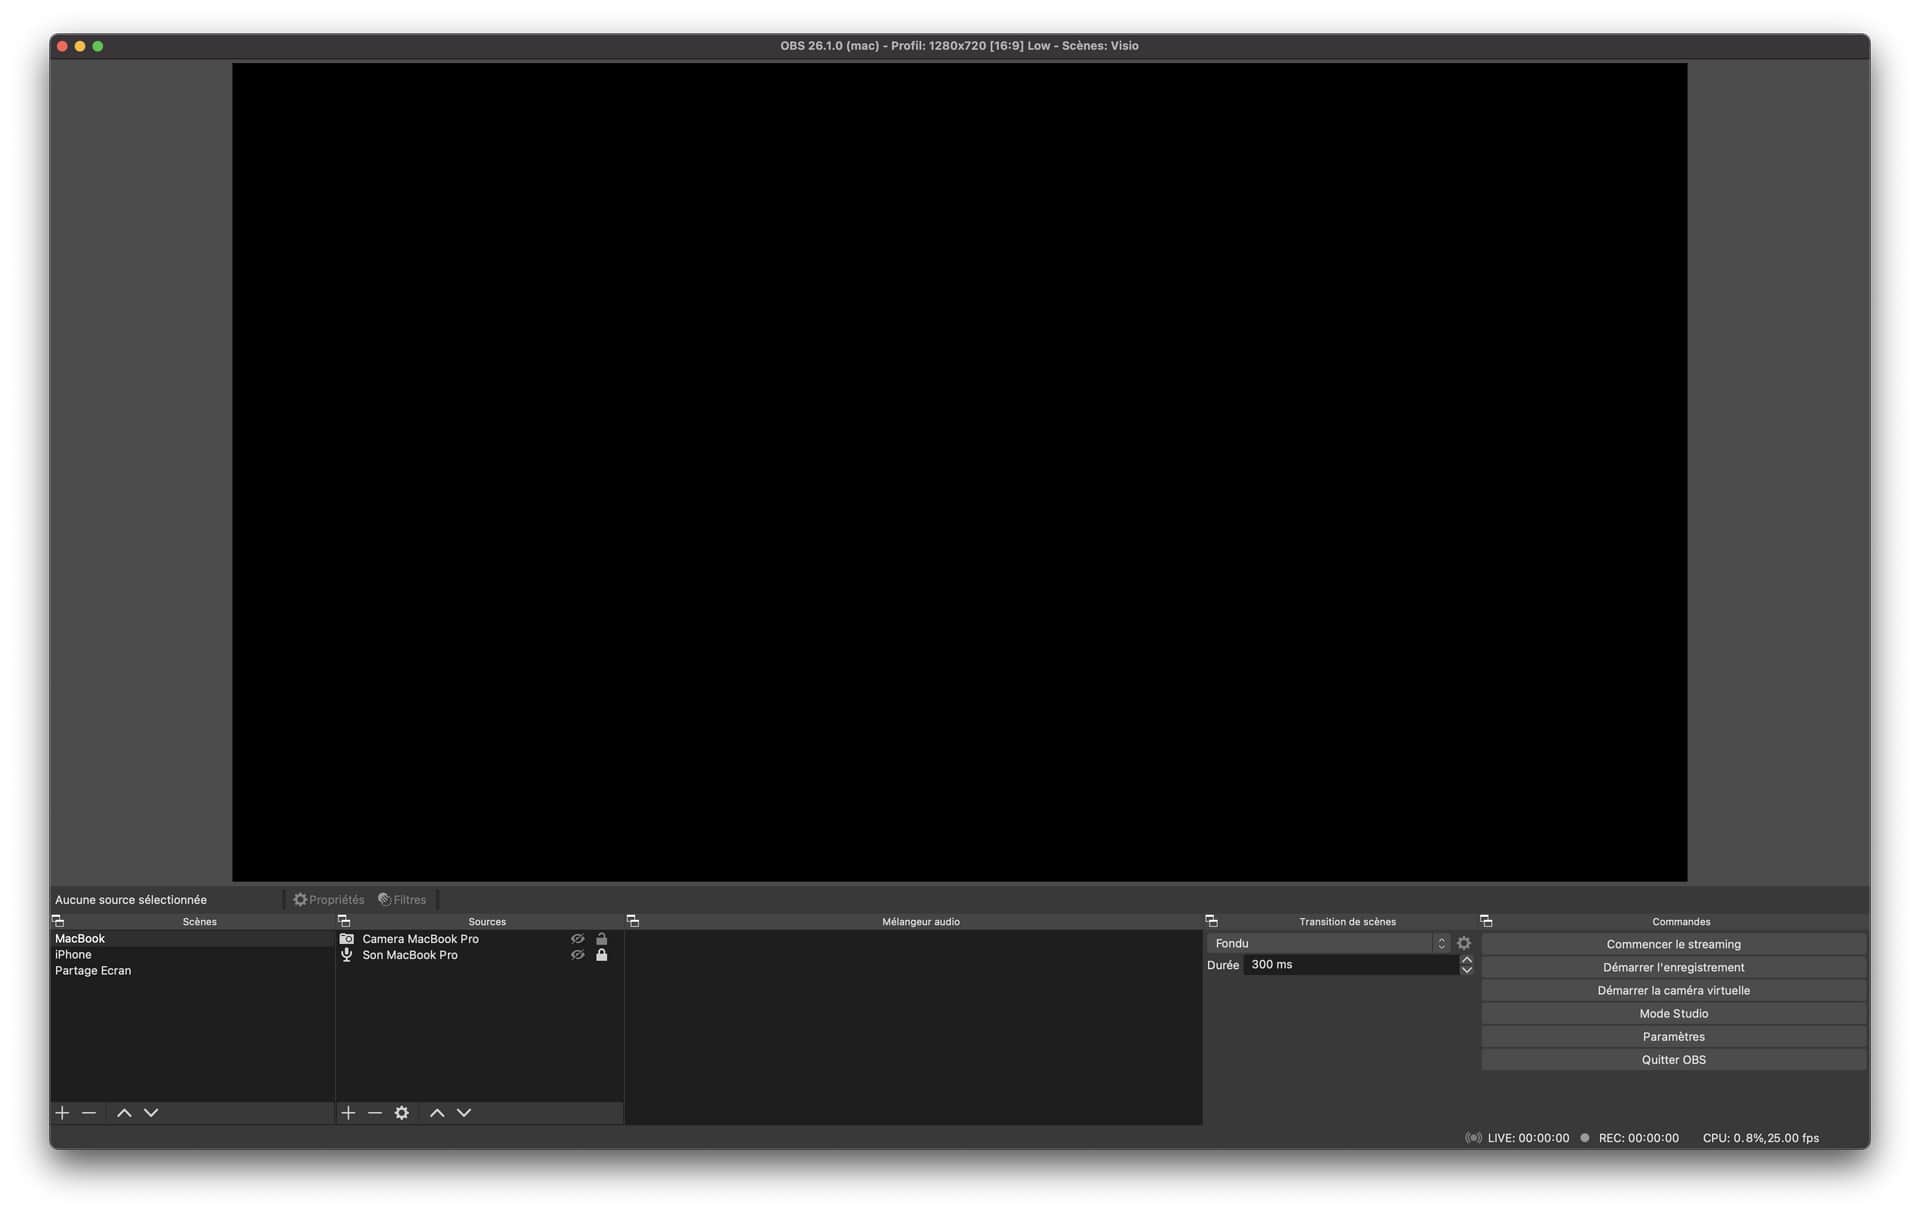 OBS 26.1.0 (mac) - Profil: 1280x720 [16:9] Low - Scènes: Visio
Aucune source sélectionnée
Propriétés
Filtres
Scènes
Sources
Mélangeur audio
Transition de scènes
Commandes
MacBook
iPhone
Partage Ecran
Camera MacBook Pro
Son MacBook Pro
Fondu
Durée 300 ms
Commencer le streaming
Démarrer l'enregistrement
Démarrer la caméra virtuelle
Mode Studio
Paramètres
Quitter OBS
LIVE: 00:00:00 REC: 00:00:00 CPU: 0.8%,25.00 fps